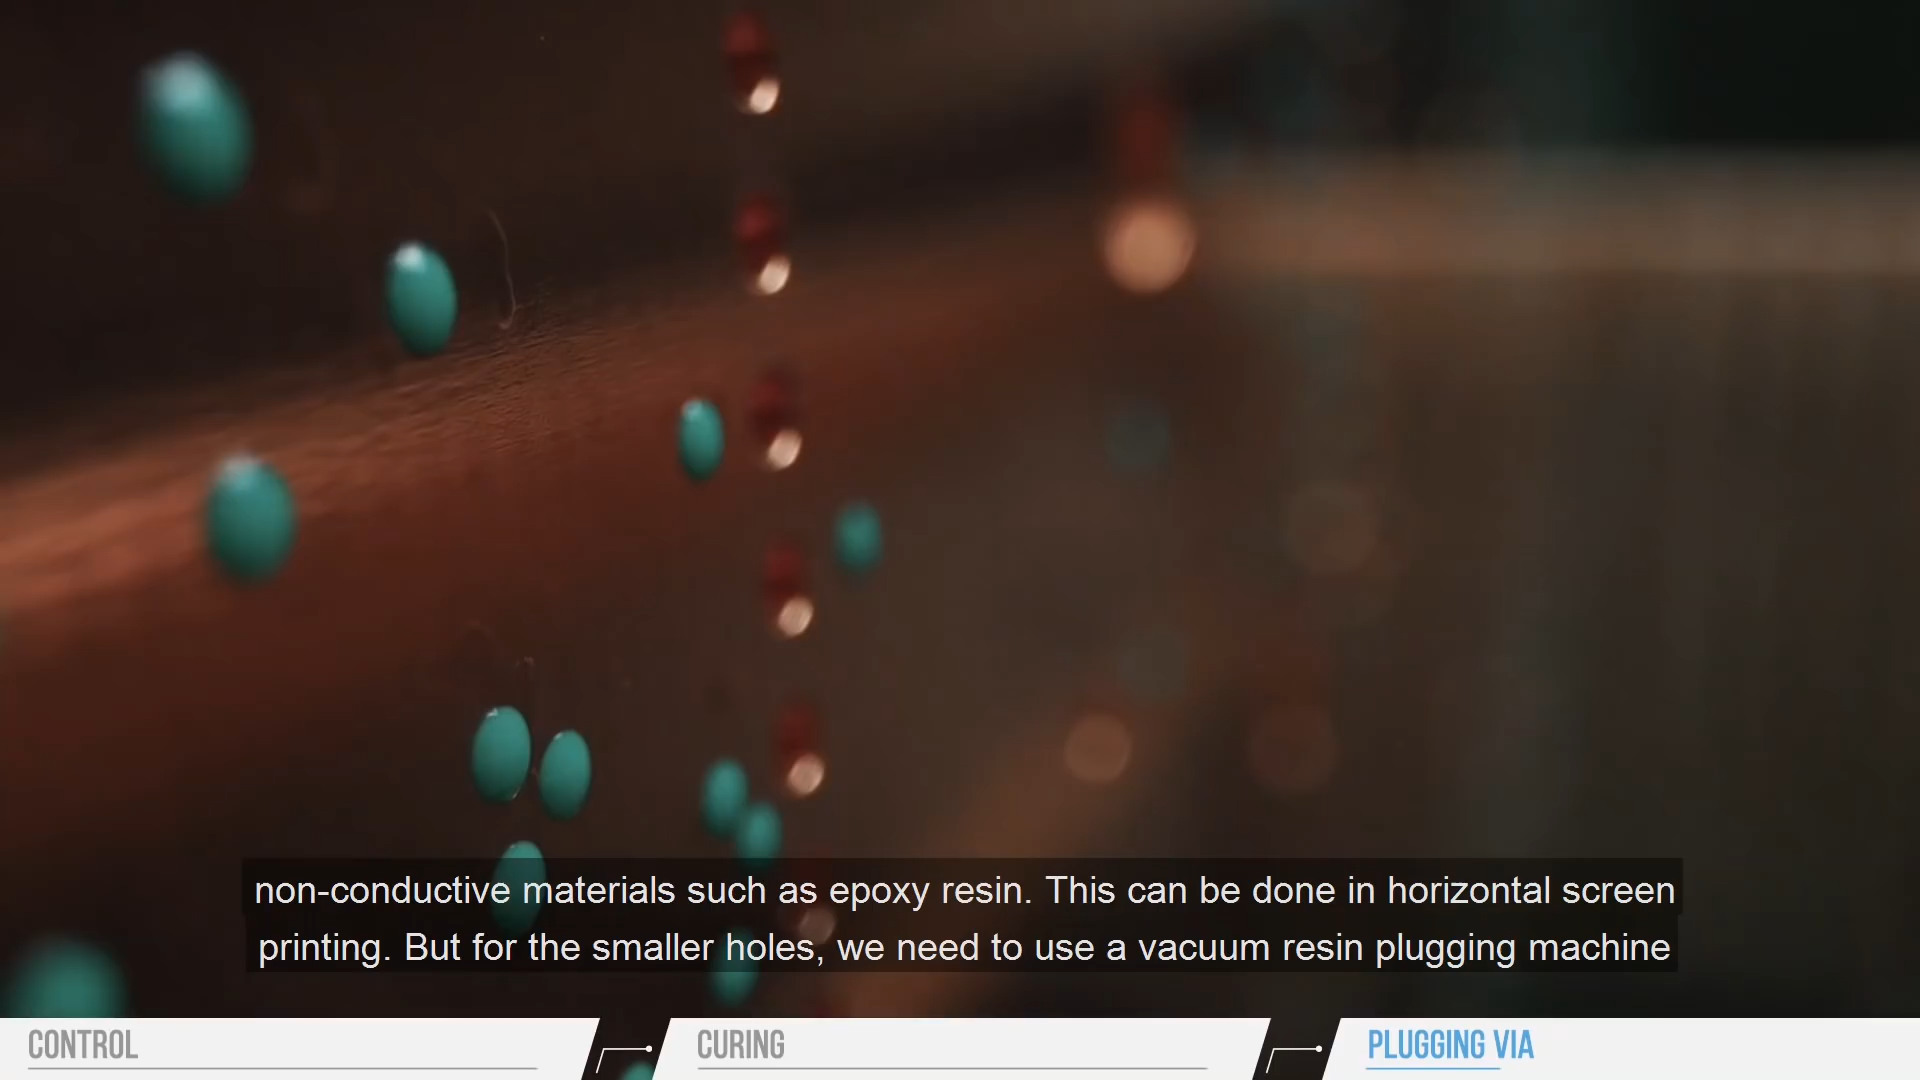 non-conductive materials such as epoxy resin. This can be done in horizontal screen
printing. But for the smaller holes, we need to use a vacuum resin plugging machine
CONTROL
CURING
PLUGGING VIA